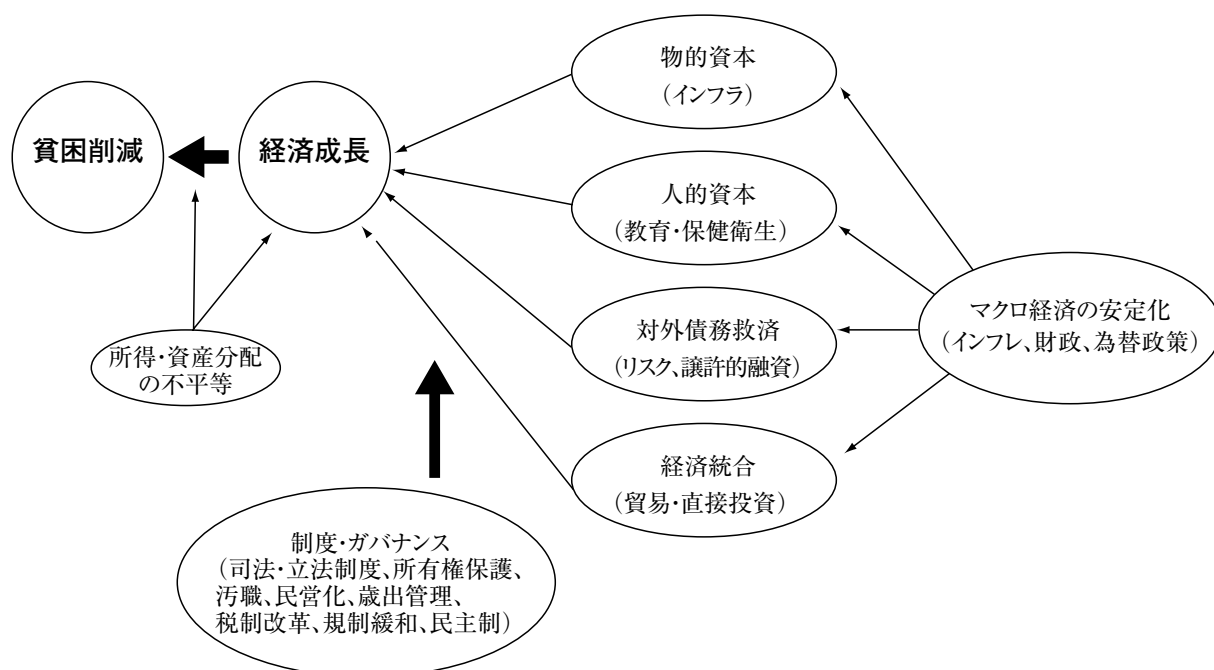 物的資本
（インフラ）
貧困削減
経済成長
人的資本
（教育・保健衛生）
マクロ経済の安定化
（インフレ、財政、為替政策）
対外債務救済
（リスク、譲許的融資）
所得・資産分配
の不平等
経済統合
（貿易・直接投資）
制度・ガバナンス
（司法・立法制度、所有権保護、
汚職、民営化、歳出管理、
税制改革、規制緩和、民主制）